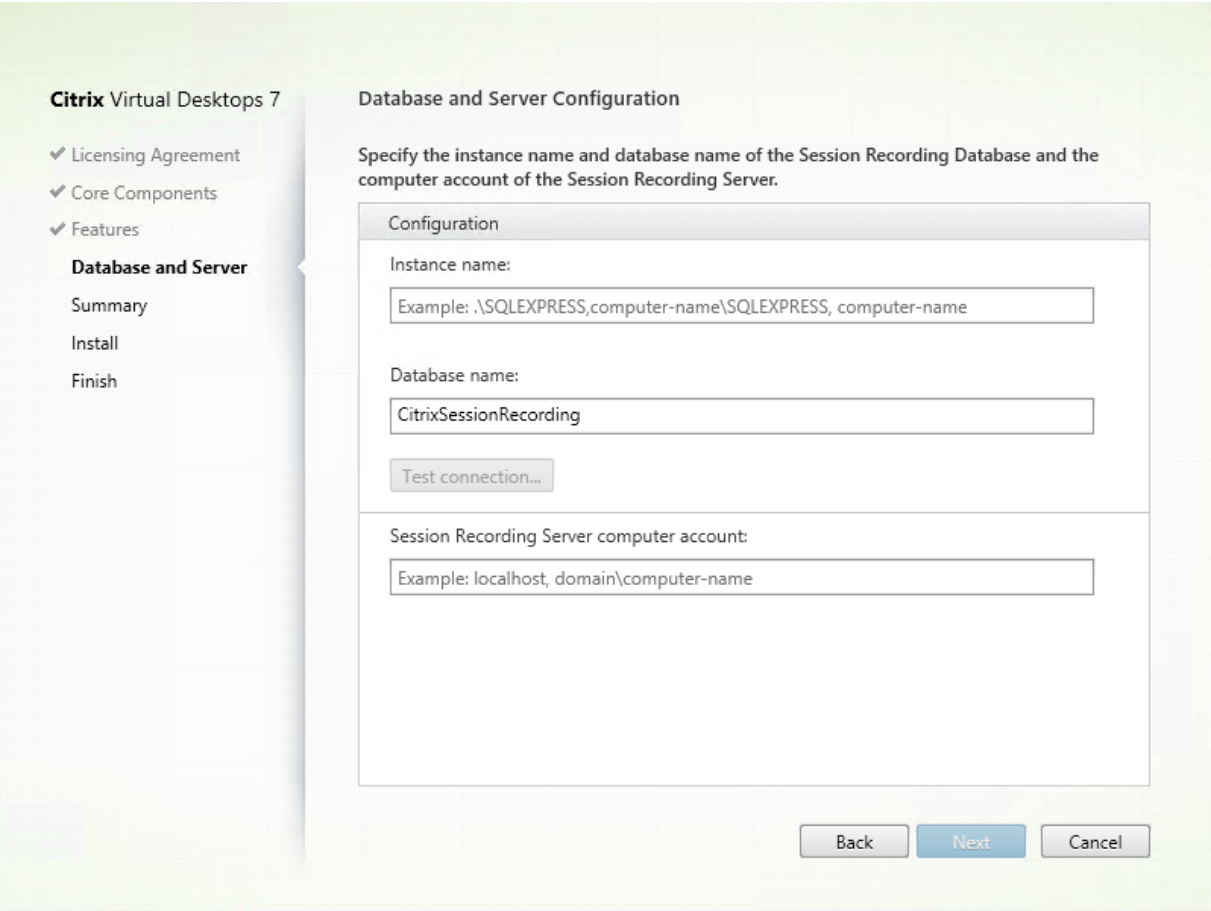 Citrix Virtual Desktops 7
Licensing Agreement
Core Components
Features
Database and Server
Summary
Install
Finish
Database and Server Configuration
Specify the instance name and database name of the Session Recording Database and the
computer account of the Session Recording Server.
Configuration
Instance name:
Example: .\SQLEXPRESS,computer-name\SQLEXPRESS, computer-name
Database name:
CitrixSessionRecording
Test connection...
Session Recording Server computer account:
Example: localhost, domain\computer-name
Back
Next
Cancel